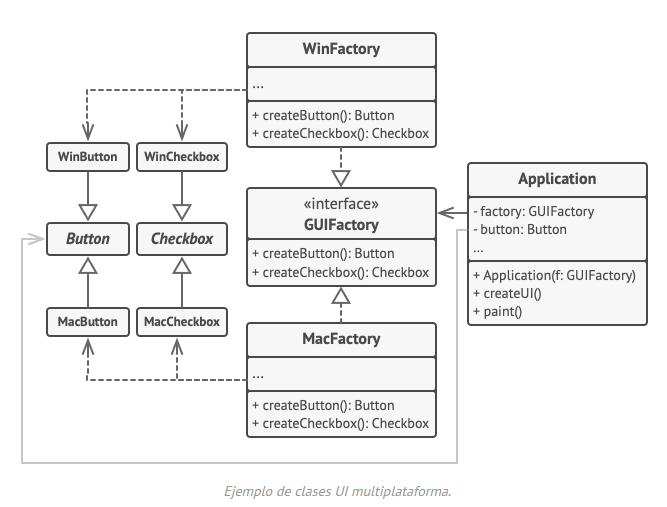 WinFactory
...
+ createButton(): Button
+ createCheckbox(): Checkbox
WinButton
WinCheckbox
Button
Checkbox
MacButton
MacCheckbox
«interface»
GUIFactory
+ createButton(): Button
+ createCheckbox(): Checkbox
MacFactory
...
+ createButton(): Button
+ createCheckbox(): Checkbox
Application
- factory: GUIFactory
- button: Button
...
+ Application(f: GUIFactory)
+ createUI()
+ paint()
Ejemplo de clases UI multiplataforma.